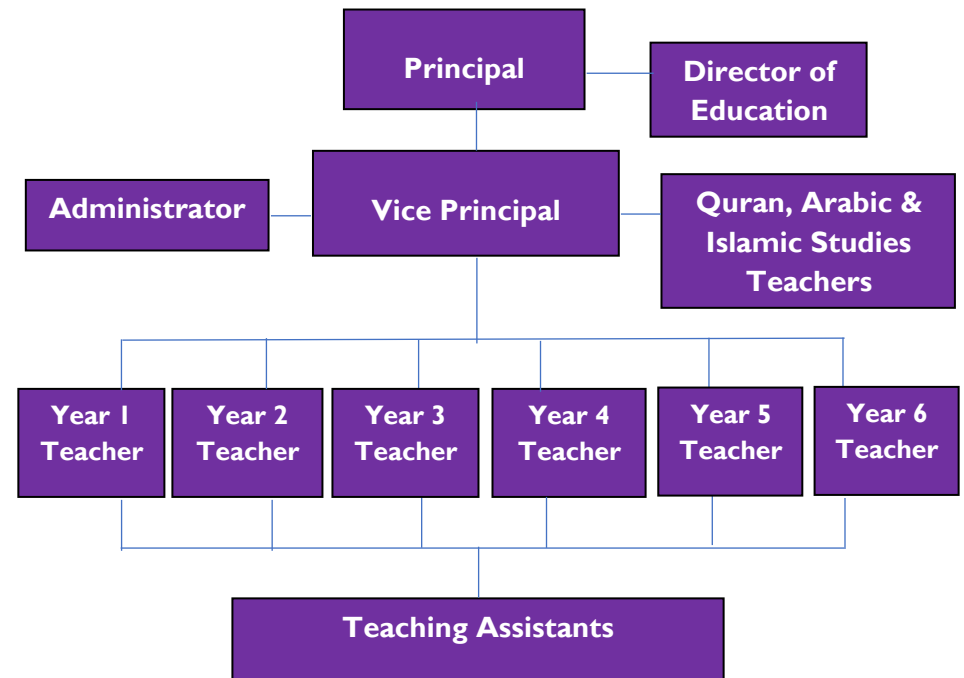 Principal
Director of
Education
Administrator
Vice Principal
Quran, Arabic &
Islamic Studies
Teachers
Year 1
Teacher
Year 2
Teacher
Year 3
Teacher
Year 4
Teacher
Year 5
Teacher
Year 6
Teacher
Teaching Assistants